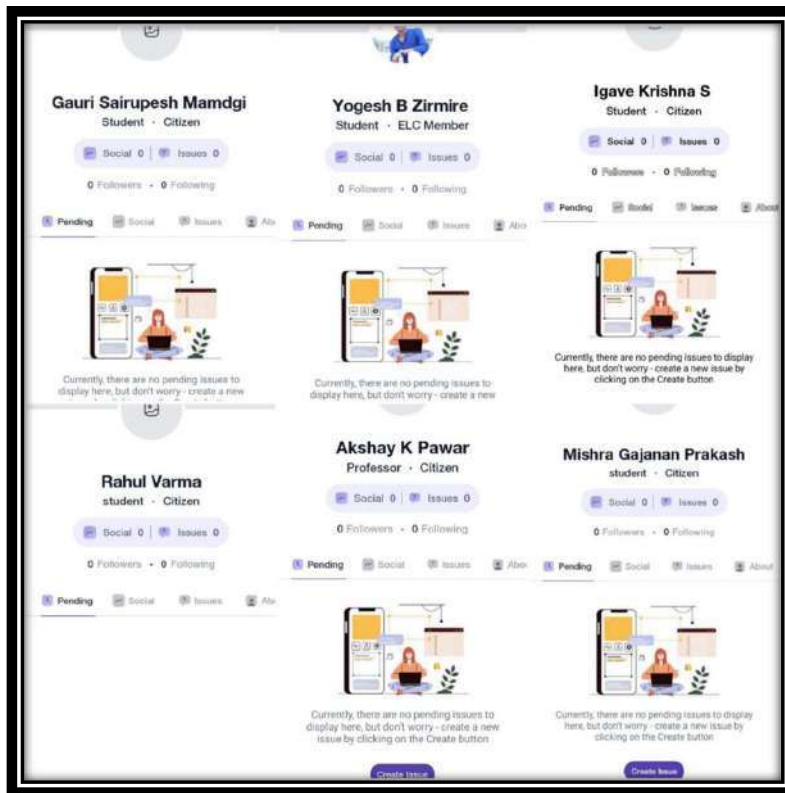 Gauri Sairupesh Mamdgi
Student · Citizen
Social 0 | Issues 0
0 Followers • 0 Following
Pending Social Issues Abo
Currently, there are no pending issues to
display here, but don't worry - create a new
Yogesh B Zirmire
Student · ELC Member
Social 0 | Issues 0
0 Followers • 0 Following
Pending Social Issues Abo
Currently, there are no pending issues to
display here, but don't worry - create a new
Igave Krishna S
Student · Citizen
Social 0 | Issues 0
0 Followers • 0 Following
Pending Social Issues About
Currently, there are no pending issues to display
here, but don't worry - create a new issue by
clicking on the Create button
Rahul Varma
student · Citizen
Social 0 | Issues 0
0 Followers • 0 Following
Pending Social Issues Abo
Akshay K Pawar
Professor · Citizen
Social 0 | Issues 0
0 Followers • 0 Following
Pending Social Issues Abo
Currently, there are no pending issues to
display here, but don't worry - create a new
issue by clicking on the Create button
Create Issue
Mishra Gajanan Prakash
student · Citizen
Social 0 | Issues 0
0 Followers • 0 Following
Pending Social Issues About
Currently, there are no pending issues to display
here, but don't worry - create a new issue by
clicking on the Create button
Create Issue